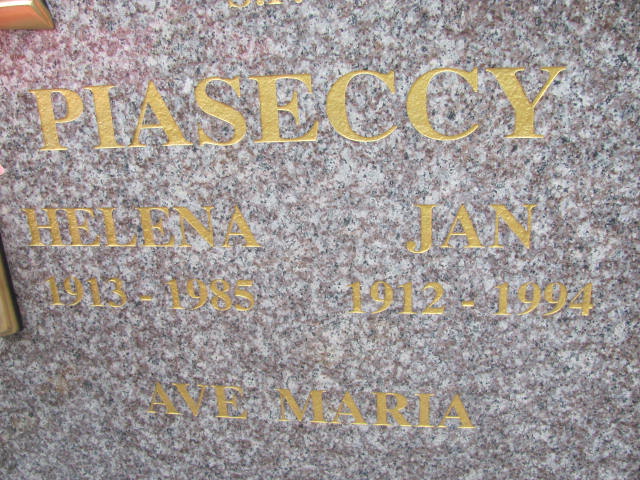 PIASECCY
HELENA JAN
1913 - 1985 1912 - 1994
AVE MARIA